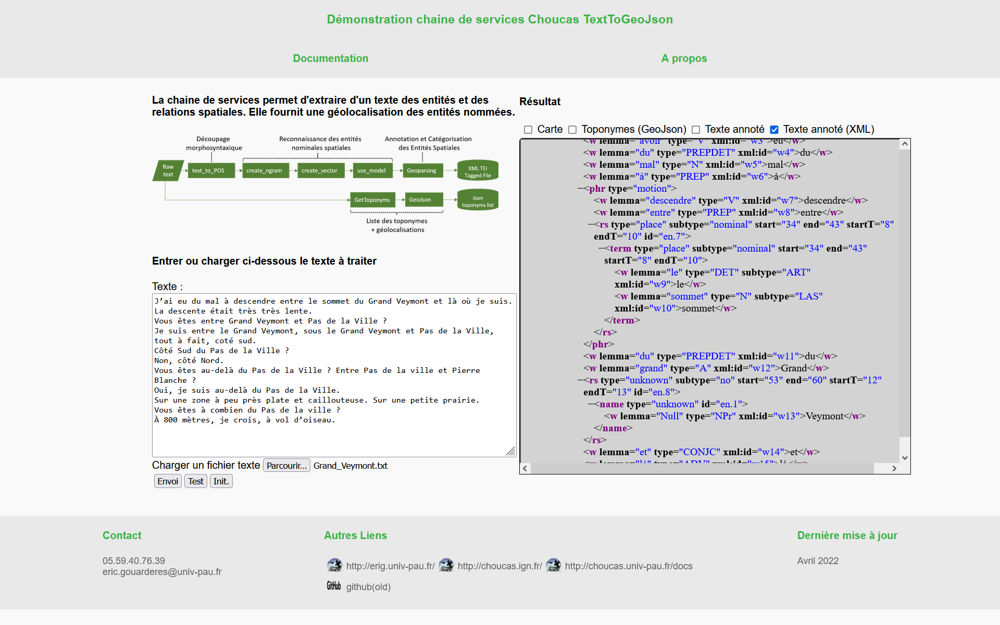 Démonstration chaine de services Choucas TextToGeoJson
Documentation
A propos
La chaine de services permet d'extraire d'un texte des entités et des
relations spatiales. Elle fournit une géolocalisation des entités nommées.
Découpage
morphosyntaxique
Reconnaissance des entités
nominales spatiales
Annotation et Catégorisation
des Entités Spatiales
Raw
text
text_to_POS
create_ngram
create_vector
use_model
Geoparsing
XML TEI
Tagged File
GetToponyms
GeoJson
Json
toponyms list
Liste des toponymes
+ géolocalisations
Entrer ou charger ci-dessous le texte à traiter
Texte :
J’ai eu du mal à descendre entre le sommet du Grand Veymont et là où je suis.
La descente était très très lente.
Vous êtes entre Grand Veymont et Pas de la Ville ?
Je suis entre le Grand Veymont, sous le Grand Veymont et Pas de la Ville,
tout à fait, coté sud.
Côté Sud du Pas de la Ville ?
Non, côté Nord.
Vous êtes au-delà du Pas de la Ville ? Entre Pas de la ville et Pierre
Blanche ?
Oui, je suis au-delà du Pas de la Ville.
Sur une zone à peu près plate et caillouteuse. Sur une petite prairie.
Vous êtes à combien du Pas de la ville ?
À 800 mètres, je crois, à vol d’oiseau.
Charger un fichier texte Parcourir... Grand_Veymont.txt
Envoi Test Init.
Résultat
Carte Toponymes (GeoJson) Texte annoté Texte annoté (XML)
<w lemma="avoir" type="V" xml:id="w3">eu</w>
<w lemma="du" type="PREPDET" xml:id="w4">du</w>
<w lemma="mal" type="N" xml:id="w5">mal</w>
<w lemma="à" type="PREP" xml:id="w6">à</w>
−<phr type="motion">
<w lemma="descendre" type="V" xml:id="w7">descendre</w>
<w lemma="entre" type="PREP" xml:id="w8">entre</w>
−<rs type="place" subtype="nominal" start="34" end="43" startT="8"
endT="10" id="en.7">
−<term type="place" subtype="nominal" start="34" end="43"
startT="8" endT="10">
<w lemma="le" type="DET" subtype="ART"
xml:id="w9">le</w>
<w lemma="sommet" type="N" subtype="LAS"
xml:id="w10">sommet</w>
</term>
</rs>
</phr>
<w lemma="du" type="PREPDET" xml:id="w11">du</w>
<w lemma="grand" type="A" xml:id="w12">Grand</w>
−<rs type="unknown" subtype="no" start="53" end="60" startT="12"
endT="13" id="en.8">
−<name type="unknown" id="en.1">
<w lemma="Null" type="NPr" xml:id="w13">Veymont</w>
</name>
</rs>
<w lemma="et" type="CONJC" xml:id="w14">et</w>
<w lemma="là" type="ADV" xml:id="w15">là</w>
Contact
05.59.40.76.39
eric.gouarderes@univ-pau.fr
Autres Liens
http://erig.univ-pau.fr/ http://choucas.ign.fr/ http://choucas.univ-pau.fr/docs
GitHub github(old)
Dernière mise à jour
Avril 2022